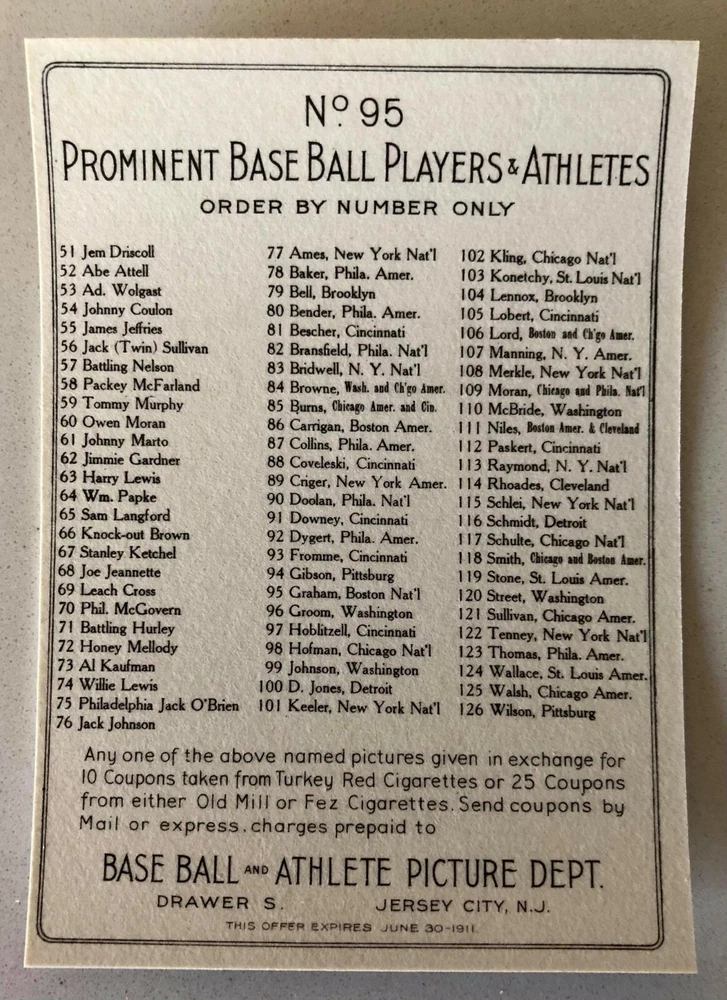 Nº 95
PROMINENT BASE BALL PLAYERS & ATHLETES
ORDER BY NUMBER ONLY
51 Jem Driscoll
52 Abe Attell
53 Ad. Wolgast
54 Johnny Coulon
55 James Jeffries
56 Jack (Twin) Sullivan
57 Battling Nelson
58 Packey McFarland
59 Tommy Murphy
60 Owen Moran
61 Johnny Marto
62 Jimmie Gardner
63 Harry Lewis
64 Wm. Papke
65 Sam Langford
66 Knock-out Brown
67 Stanley Ketchel
68 Joe Jeannette
69 Leach Cross
70 Phil. McGovern
71 Battling Hurley
72 Honey Mellody
73 Al Kaufman
74 Willie Lewis
75 Philadelphia Jack O'Brien
76 Jack Johnson
77 Ames, New York Nat'l
78 Baker, Phila. Amer.
79 Bell, Brooklyn
80 Bender, Phila. Amer.
81 Bescher, Cincinnati
82 Bransfield, Phila. Nat'l
83 Bridwell, N. Y. Nat'l
84 Browne, Wash. and Ch'go Amer.
85 Burns, Chicago Amer. and Cin.
86 Carrigan, Boston Amer.
87 Collins, Phila. Amer.
88 Coveleski, Cincinnati
89 Criger, New York Amer.
90 Doolan, Phila. Nat'l
91 Downey, Cincinnati
92 Dygert, Phila. Amer.
93 Fromme, Cincinnati
94 Gibson, Pittsburg
95 Graham, Boston Nat'l
96 Groom, Washington
97 Hoblitzell, Cincinnati
98 Hofman, Chicago Nat'l
99 Johnson, Washington
100 D. Jones, Detroit
101 Keeler, New York Nat'l
102 Kling, Chicago Nat'l
103 Konetchy, St. Louis Nat'l
104 Lennox, Brooklyn
105 Lobert, Cincinnati
106 Lord, Boston and Ch'go Amer.
107 Manning, N. Y. Amer.
108 Merkle, New York Nat'l
109 Moran, Chicago and Phila. Nat'l
110 McBride, Washington
111 Niles, Boston Amer. & Cleveland
112 Paskert, Cincinnati
113 Raymond, N. Y. Nat'l
114 Rhoades, Cleveland
115 Schlei, New York Nat'l
116 Schmidt, Detroit
117 Schulte, Chicago Nat'l
118 Smith, Chicago and Boston Amer.
119 Stone, St. Louis Amer.
120 Street, Washington
121 Sullivan, Chicago Amer.
122 Tenney, New York Nat'l
123 Thomas, Phila. Amer.
124 Wallace, St. Louis Amer.
125 Walsh, Chicago Amer.
126 Wilson, Pittsburg
Any one of the above named pictures given in exchange for
10 Coupons taken from Turkey Red Cigarettes or 25 Coupons
from either Old Mill or Fez Cigarettes. Send coupons by
Mail or express. charges prepaid to
BASE BALL AND ATHLETE PICTURE DEPT.
DRAWER S. JERSEY CITY, N.J.
THIS OFFER EXPIRES JUNE 30-1911.